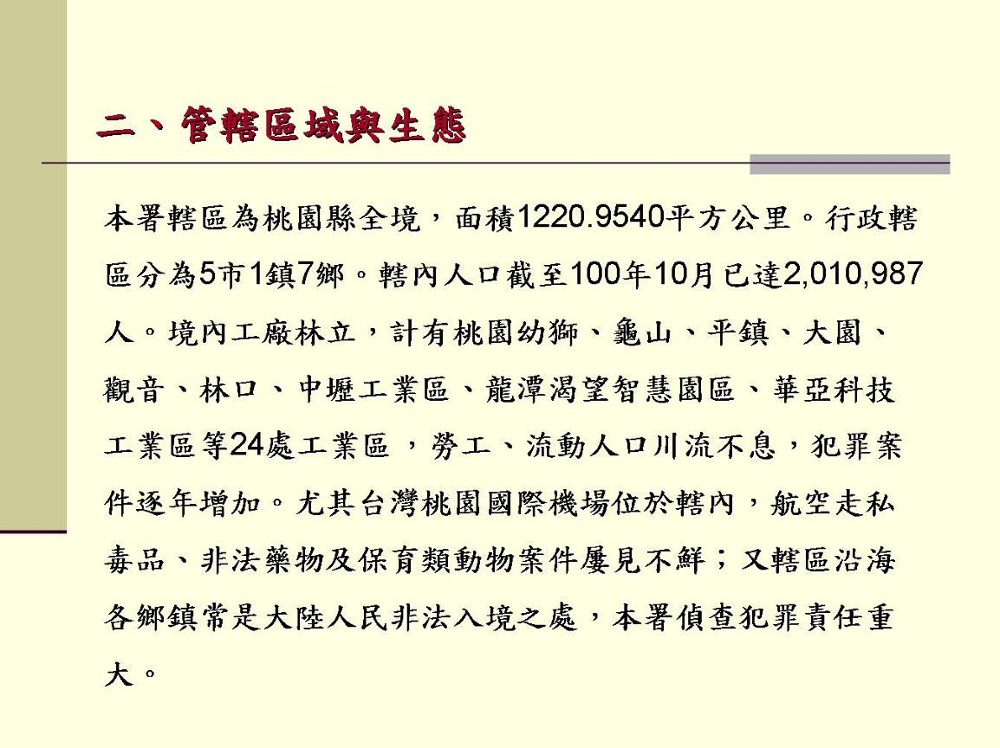 二、管轄區域與生態
本署轄區為桃園縣全境，面積1220.9540平方公里。行政轄
區分為5市1鎮7鄉。轄內人口截至100年10月已達2,010,987
人。境內工廠林立，計有桃園幼獅、龜山、平鎮、大園、
觀音、林口、中壢工業區、龍潭渴望智慧園區、華亞科技
工業區等24處工業區，勞工、流動人口川流不息，犯罪案
件逐年增加。尤其台灣桃園國際機場位於轄內，航空走私
毒品、非法藥物及保育類動物案件屢見不鮮；又轄區沿海
各鄉鎮常是大陸人民非法入境之處，本署偵查犯罪責任重
大。